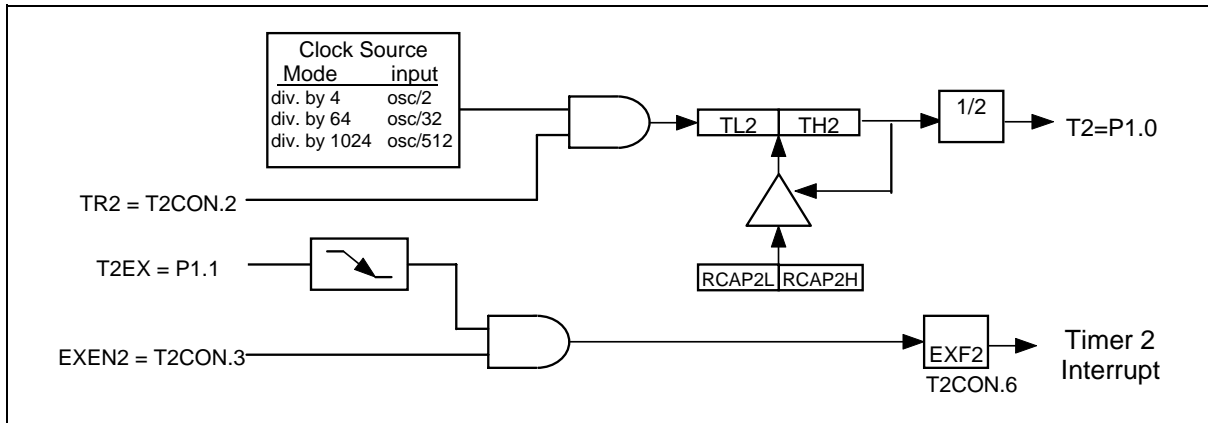 Clock Source
Mode input
div. by 4 osc/2
div. by 64 osc/32
div. by 1024 osc/512
TL2 TH2
1/2
T2=P1.0
TR2 = T2CON.2
T2EX = P1.1
RCAP2L RCAP2H
EXEN2 = T2CON.3
EXF2
T2CON.6
Timer 2
Interrupt